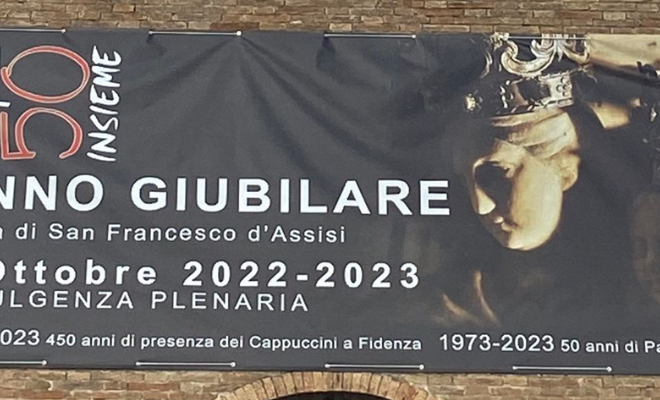 50
INSIEME
NNO GIUBILARE
a di San Francesco d'Assisi
Ottobre 2022-2023
ULGENZA PLENARIA
023 450 anni di presenza dei Cappuccini a Fidenza 1973-2023 50 anni di Pa